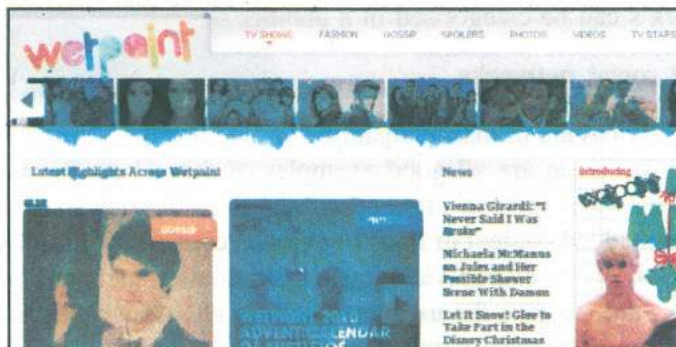 wetpaint
TV SHOWS FASHION GOSSIP SPOILERS PHOTOS VIDEOS TV STARS
Latest Highlights Across Wetpaint
GOSSIP
WETPAINT 2010
ADVENT CALENDAR
News
Vienna Girardi: "I
Never Said I Was
Broke"
Michaela McManus
on Jules and Her
Possible Shower
Scene With Damon
Let It Snow! Glee to
Take Part in the
Disney Christmas
introducing
wetpaint